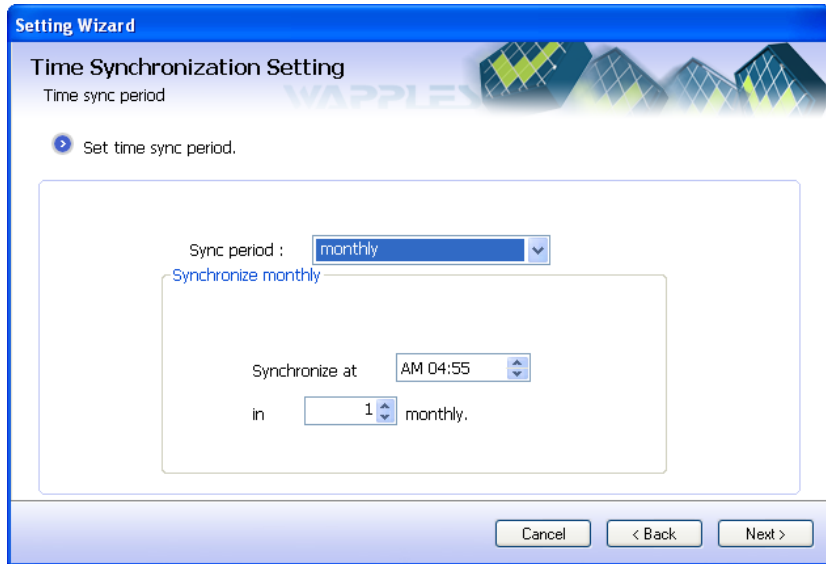 Setting Wizard
Time Synchronization Setting
Time sync period
WAPPLES
Set time sync period.
Sync period : monthly
Synchronize monthly
Synchronize at AM 04:55
in 1 monthly.
Cancel < Back Next >